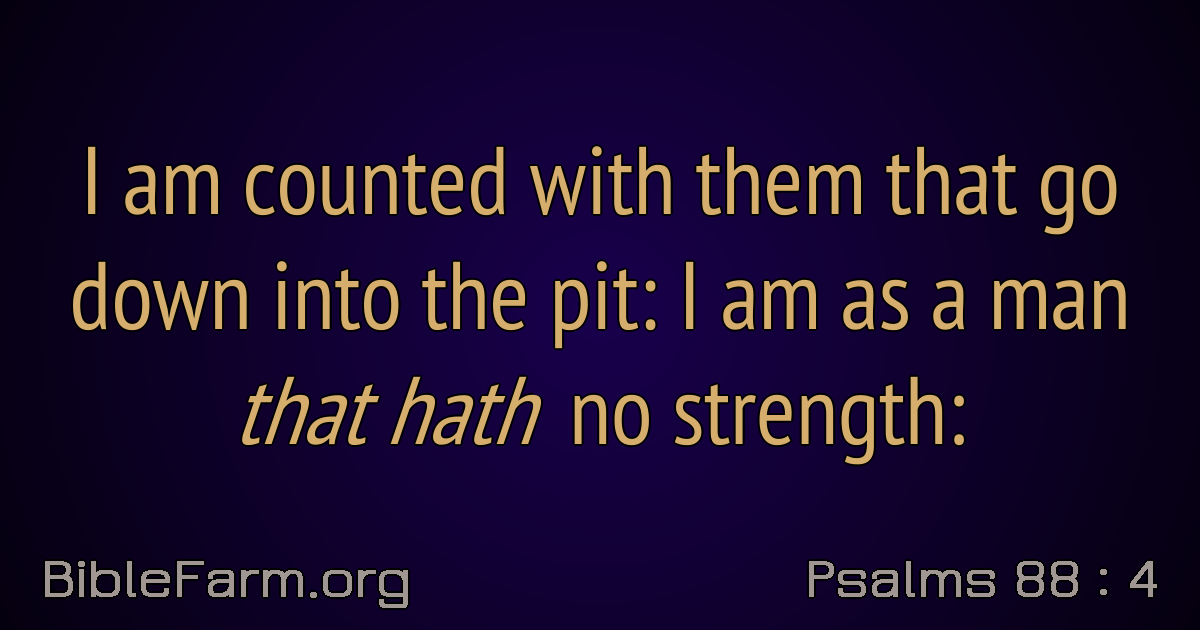 I am counted with them that go
down into the pit: I am as a man
that hath no strength:
BibleFarm.org
Psalms 88 : 4